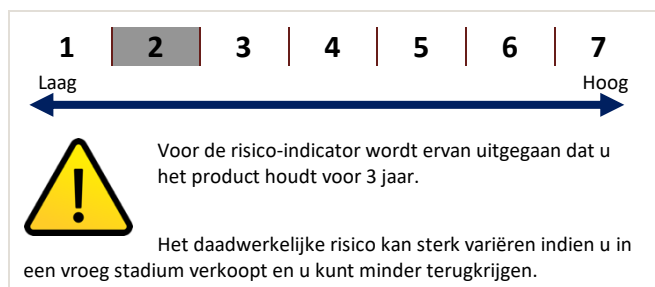 1 2 3 4 5 6 7
Laag Hoog
Voor de risico-indicator wordt ervan uitgegaan dat u
het product houdt voor 3 jaar.
Het daadwerkelijke risico kan sterk variëren indien u in
een vroeg stadium verkoopt en u kunt minder terugkrijgen.